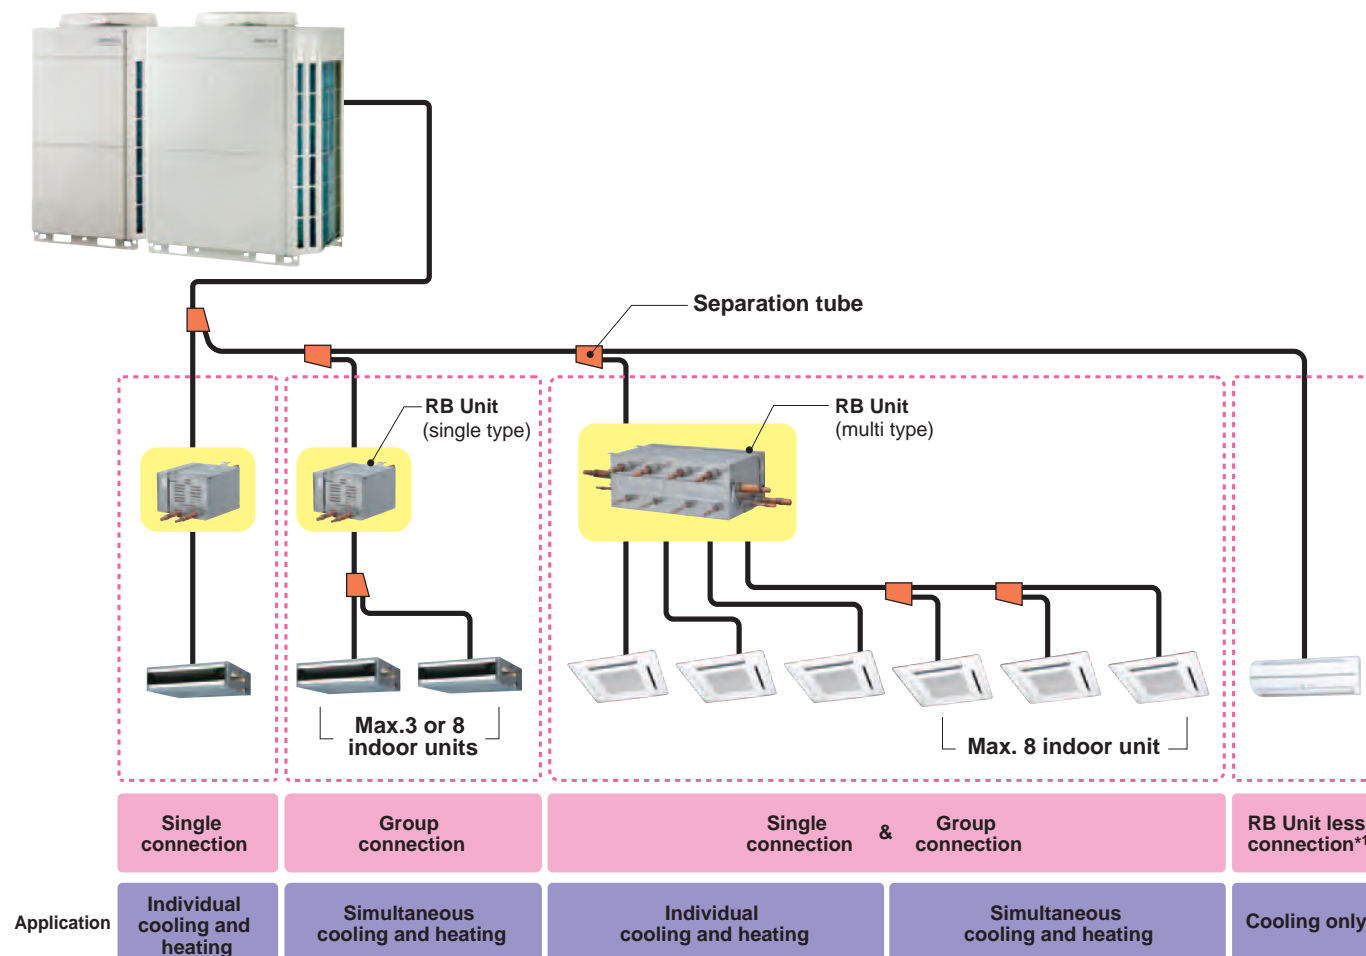 Separation tube
RB Unit
(single type)
RB Unit
(multi type)
Max.3 or 8
indoor units
Max. 8 indoor unit
Single
connection
Group
connection
Single
connection
&
Group
connection
RB Unit less
connection*1
Application
Individual
cooling and
heating
Simultaneous
cooling and heating
Individual
cooling and heating
Simultaneous
cooling and heating
Cooling only